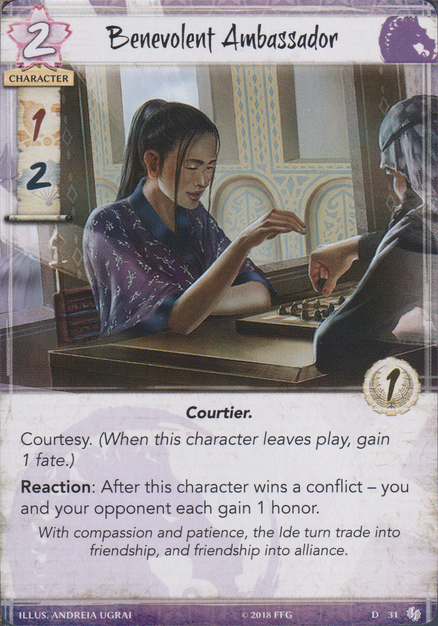 2
Benevolent Ambassador
CHARACTER
1
2
1
Courtier.
Courtesy. (When this character leaves play, gain
1 fate.)
Reaction: After this character wins a conflict – you
and your opponent each gain 1 honor.
With compassion and patience, the Ide turn trade into
friendship, and friendship into alliance.
ILLUS. ANDREIA UGRAI © 2018 FFG D 31